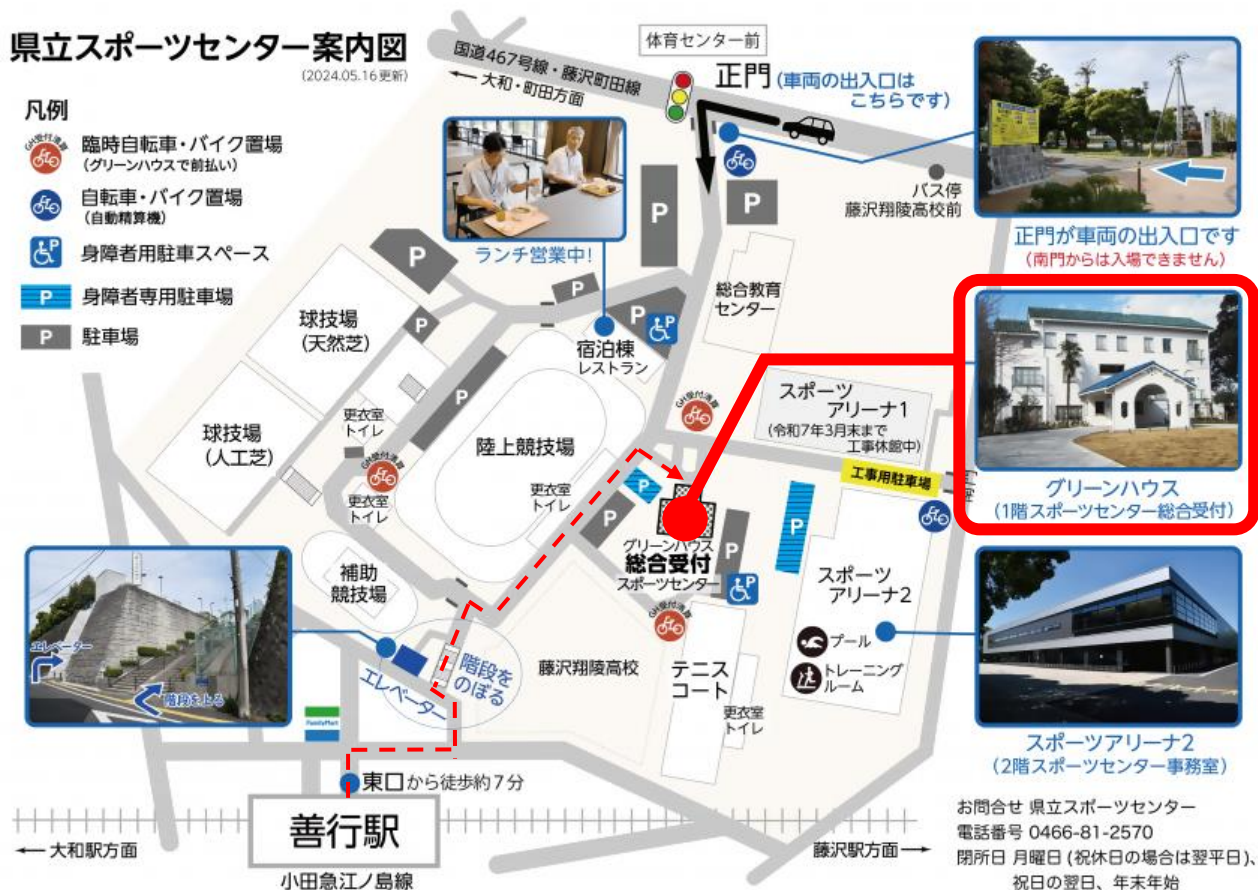 県立スポーツセンター案内図
(2024.05.16更新)
凡例
GH受付清算
臨時自転車・バイク置場
(グリーンハウスで前払い)
自転車・バイク置場
(自動精算機)
P
身障者用駐車スペース
P
身障者専用駐車場
P
駐車場
国道467号線・藤沢町田線
←大和・町田方面
体育センター前
正門(車両の出入口は
こちらです)
バス停
藤沢翔陵高校前
正門が車両の出入口です
(南門からは入場できません)
ランチ営業中!
P
P
P
P
P
P
P
総合教育
センター
球技場
(天然芝)
宿泊棟
レストラン
グリーンハウス
(1階スポーツセンター総合受付)
スポーツ
アリーナ1
(令和7年3月末まで
工事休館中)
更衣室
トイレ
球技場
(人工芝)
陸上競技場
工事用駐車場
南門
更衣室
トイレ
更衣室
トイレ
P
P
P
P
グリーンハウス
総合受付
スポーツセンター
P
補助
競技場
スポーツ
アリーナ2
プール
トレーニング
ルーム
エレベーター
階段を上る
階段を
のぼる
エレベーター
藤沢翔陵高校
テニス
コート
更衣室
トイレ
FamilyMart
東口から徒歩約7分
スポーツアリーナ2
(2階スポーツセンター事務室)
善行駅
←大和駅方面
藤沢駅方面→
小田急江ノ島線
お問合せ 県立スポーツセンター
電話番号 0466-81-2570
閉所日 月曜日(祝休日の場合は翌平日)、
祝日の翌日、年末年始